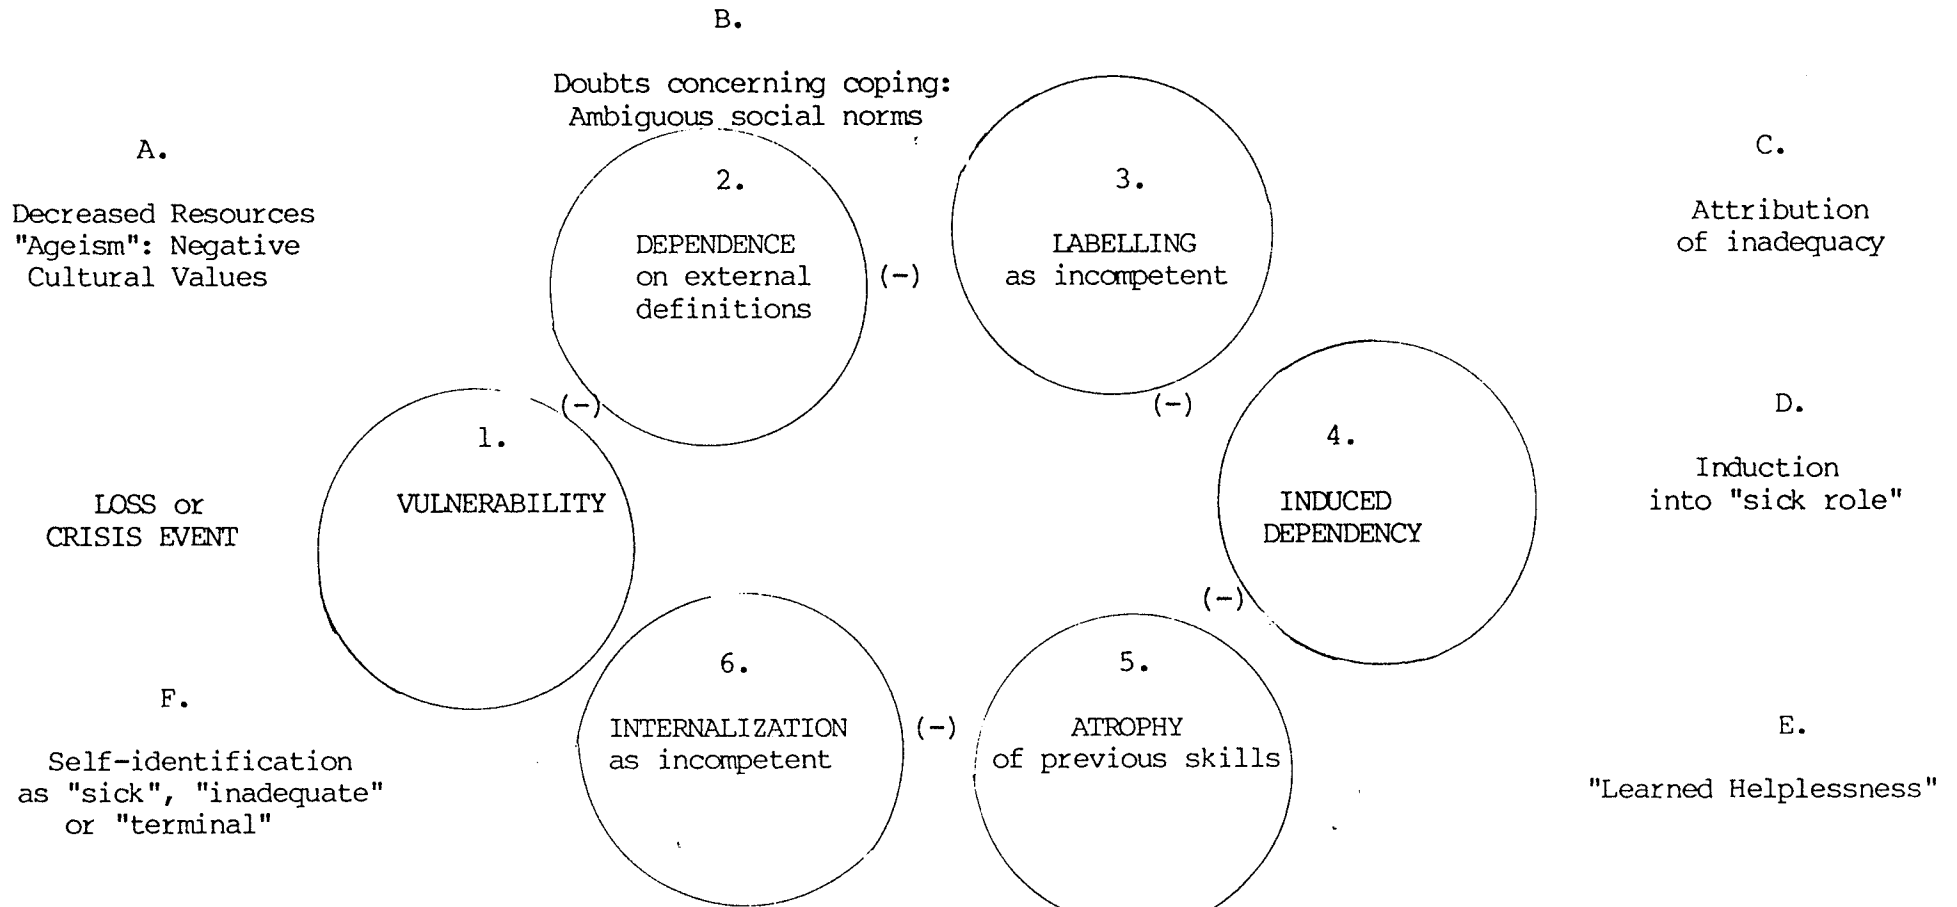 B.
Doubts concerning coping:
Ambiguous social norms
A.
Decreased Resources
"Ageism": Negative
Cultural Values
2.
DEPENDENCE
on external
definitions
(-)
3.
LABELLING
as incompetent
C.
Attribution
of inadequacy
(-)
(-)
LOSS or
CRISIS EVENT
1.
VULNERABILITY
4.
INDUCED
DEPENDENCY
D.
Induction
into "sick role"
(-)
F.
Self-identification
as "sick", "inadequate"
or "terminal"
6.
INTERNALIZATION
as incompetent
(-)
5.
ATROPHY
of previous skills
E.
"Learned Helplessness"